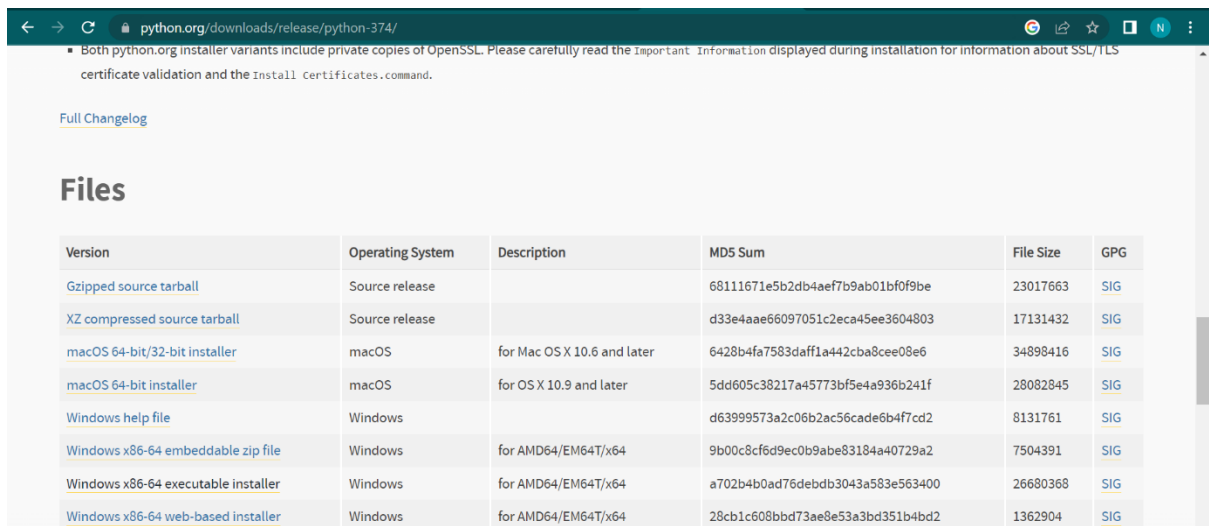 python.org/downloads/release/python-374/
N
Both python.org installer variants include private copies of OpenSSL. Please carefully read the Important Information displayed during installation for information about SSL/TLS
certificate validation and the Install Certificates.command.
Full Changelog
Files
Version Operating System Description MD5 Sum File Size GPG
Gzipped source tarball Source release 68111671e5b2db4aef7b9ab01bf0f9be 23017663 SIG
XZ compressed source tarball Source release d33e4aae66097051c2eca45ee3604803 17131432 SIG
macOS 64-bit/32-bit installer macOS for Mac OS X 10.6 and later 6428b4fa7583daff1a442cba8cee08e6 34898416 SIG
macOS 64-bit installer macOS for OS X 10.9 and later 5dd605c38217a45773bf5e4a936b241f 28082845 SIG
Windows help file Windows d63999573a2c06b2ac56cade6b4f7cd2 8131761 SIG
Windows x86-64 embeddable zip file Windows for AMD64/EM64T/x64 9b00c8cf6d9ec0b9abe83184a40729a2 7504391 SIG
Windows x86-64 executable installer Windows for AMD64/EM64T/x64 a702b4b0ad76debdb3043a583e563400 26680368 SIG
Windows x86-64 web-based installer Windows for AMD64/EM64T/x64 28cb1c608bbd73ae8e53a3bd351b4bd2 1362904 SIG